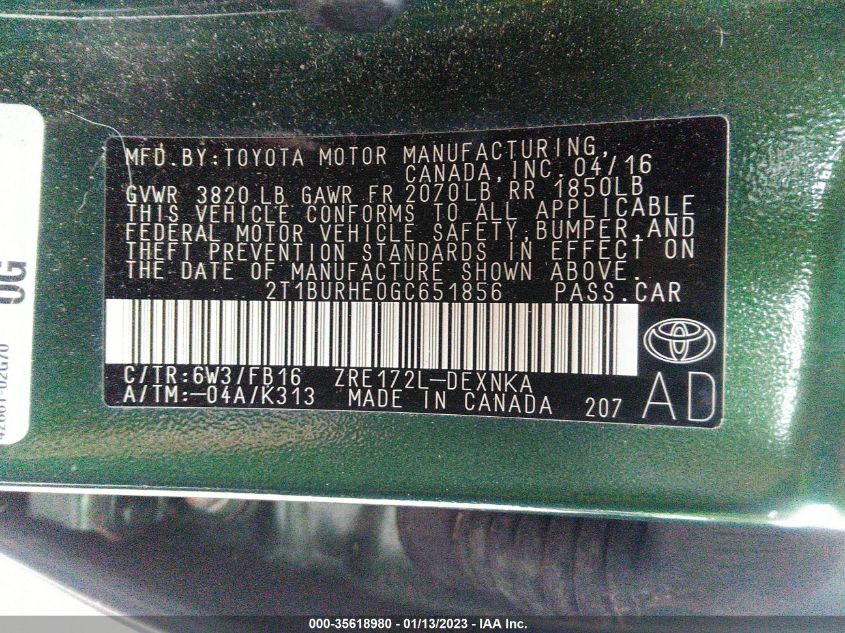 MFD.BY:TOYOTA MOTOR MANUFACTURING,
CANADA,INC.04/16
GVWR 3820 LB GAWR FR 2070LB RR 1850LB
THIS VEHICLE CONFORMS TO ALL APPLICABLE
FEDERAL MOTOR VEHICLE SAFETY,BUMPER,AND
THEFT PREVENTION STANDARDS IN EFFECT ON
THE DATE OF MANUFACTURE SHOWN ABOVE.
2T1BURHE0GC651856 PASS.CAR
C/TR:6W3/FB16 ZRE172L-DEXNKA
A/TM:-04A/K313 MADE IN CANADA 207 AD
0G
42661-02G70
000-35618980 - 01/13/2023 - IAA Inc.